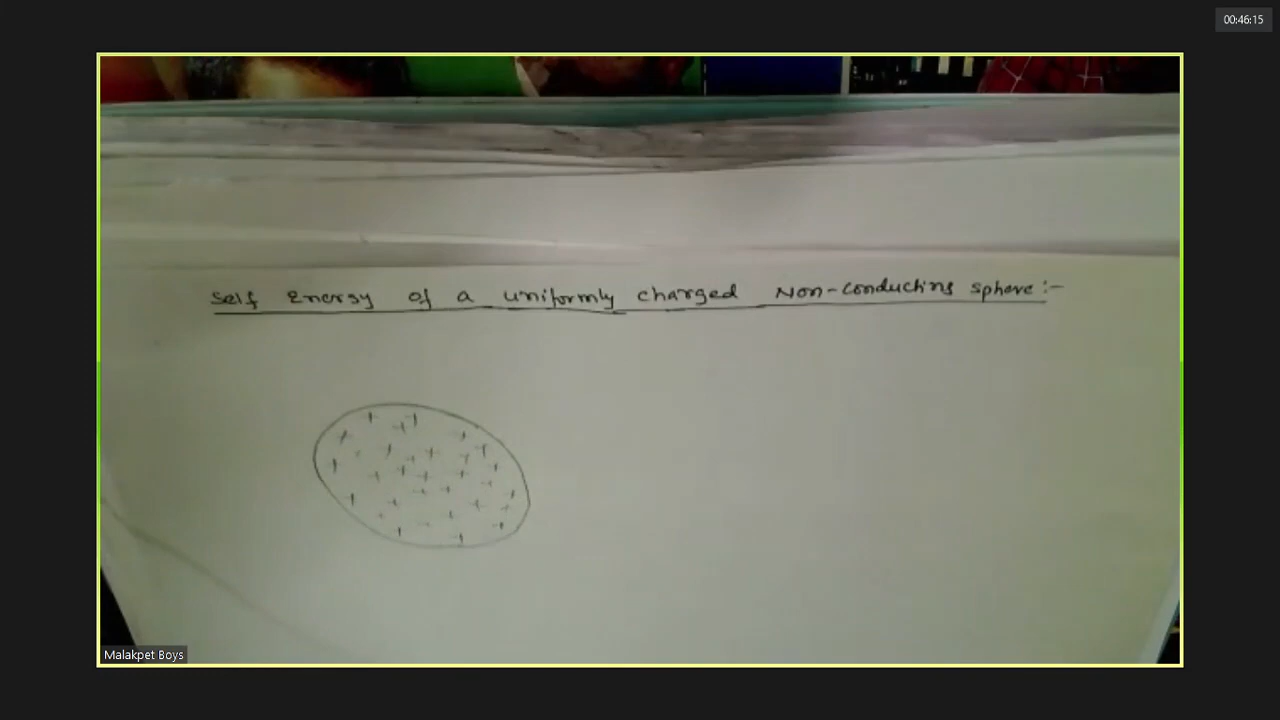 00:46:15
Self Energy of a uniformly charged Non-conducting sphere:-
Malakpet Boys